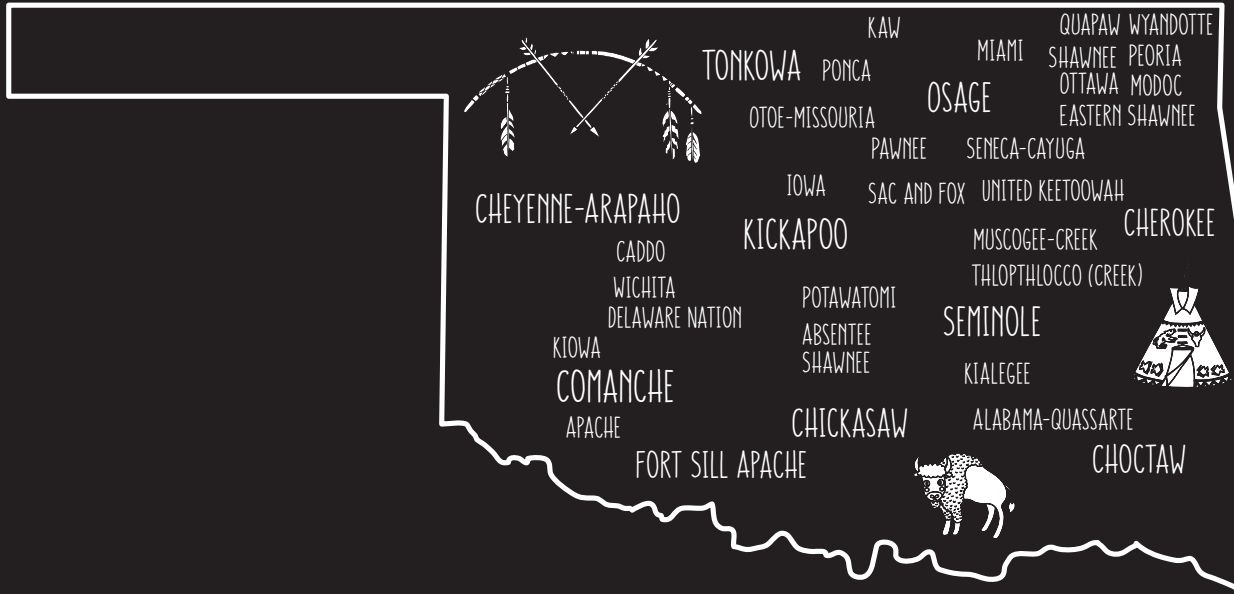 KAW
QUAPAW WYANDOTTE
MIAMI
SHAWNEE PEORIA
TONKOWA
PONCA
OTTAWA MODOC
OSAGE
EASTERN SHAWNEE
OTOE-MISSOURIA
PAWNEE
SENECA-CAYUGA
IOWA
SAC AND FOX
UNITED KEETOOWAH
CHEYENNE-ARAPAHO
CHEROKEE
KICKAPOO
MUSCOGEE-CREEK
CADDO
THLOPTHLOCCO (CREEK)
WICHITA
POTAWATOMI
DELAWARE NATION
SEMINOLE
ABSENTEE
SHAWNEE
KIOWA
KIALEGEE
COMANCHE
APACHE
CHICKASAW
ALABAMA-QUASSARTE
FORT SILL APACHE
CHOCTAW